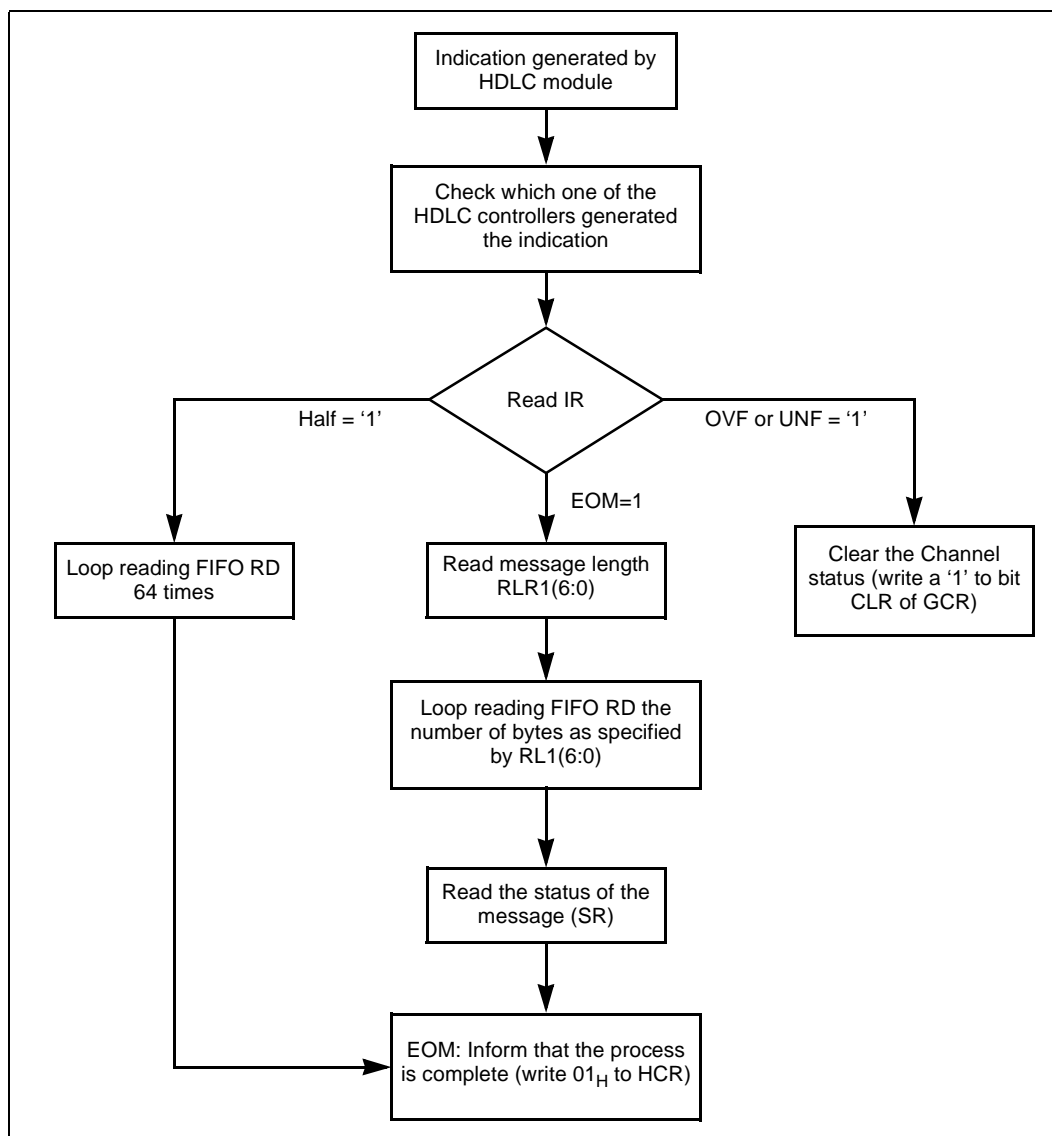 Indication generated by
HDLC module
Check which one of the
HDLC controllers generated
the indication
Read IR
Half = ‘1’
OVF or UNF = ‘1’
EOM=1
Loop reading FIFO RD
64 times
Read message length
RLR1(6:0)
Clear the Channel
status (write a ‘1’ to bit
CLR of GCR)
Loop reading FIFO RD the
number of bytes as specified
by RL1(6:0)
Read the status of the
message (SR)
EOM: Inform that the process
is complete (write 01H to HCR)